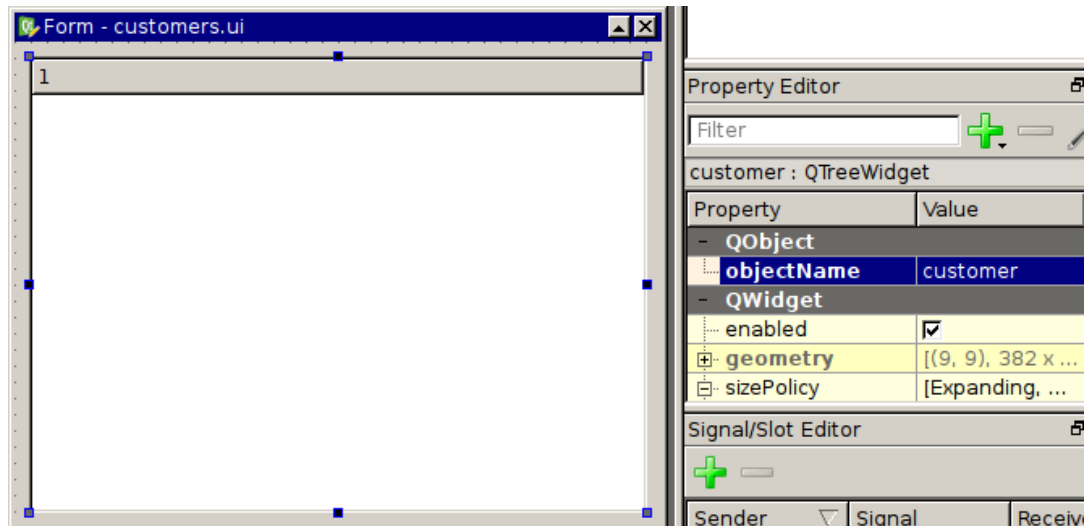 Form - customers.ui
1
Property Editor
Filter
customer : QTreeWidget
Property Value
QObject
objectName customer
QWidget
enabled
geometry [(9, 9), 382 x ...
sizePolicy [Expanding, ...
Signal/Slot Editor
Sender Signal Receive